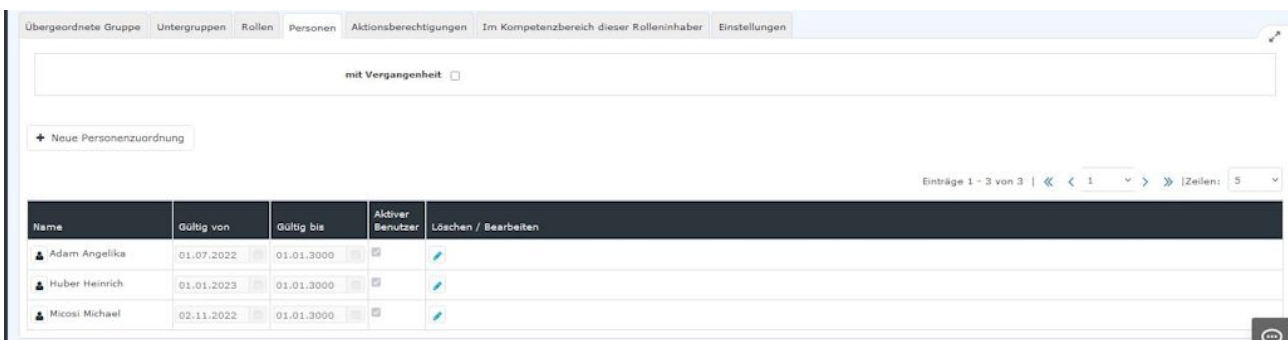 Übergeordnete Gruppe Untergruppen Rollen Personen Aktionsberechtigungen Im Kompetenzbereich dieser Rolleninhaber Einstellungen
mit Vergangenheit
+ Neue Personenzuordnung
Einträge 1 - 3 von 3 | « < 1 > » |Zeilen: 5
Name Gültig von Gültig bis Aktiver Benutzer Löschen / Bearbeiten
Adam Angelika 01.07.2022 01.01.3000
Huber Heinrich 01.01.2023 01.01.3000
Micosi Michael 02.11.2022 01.01.3000